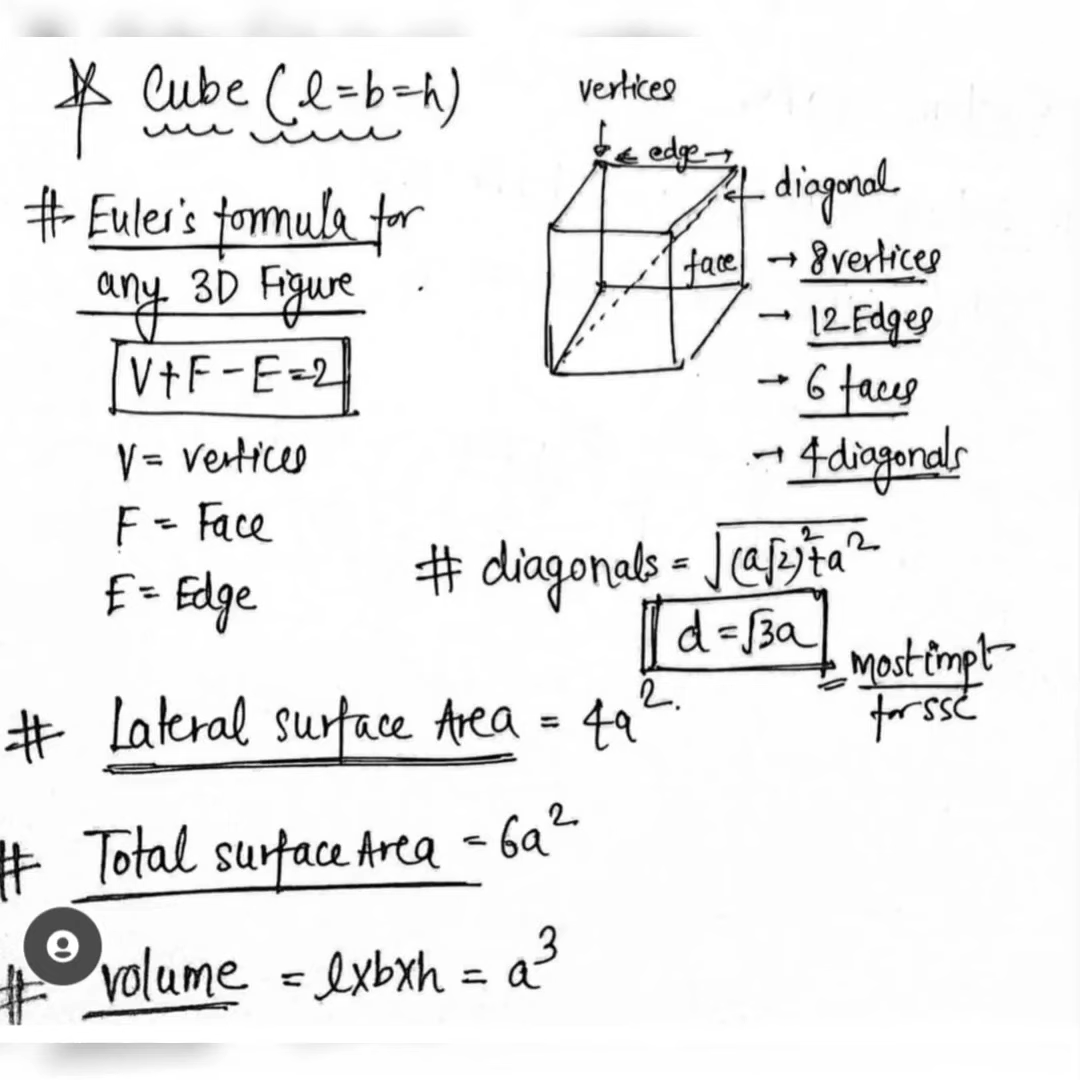 Cube (l=b=h)
# Euler's formula for
any 3D Figure
V+F-E=2
V= vertices
F = Face
E = Edge
vertices
edge
diagonal
face
→ 8 vertices
→ 12 Edges
→ 6 faces
→ 4 diagonals
# diagonals = √(a√2)²+a²
d = √3a
most impt
for SSC
# Lateral surface Area = 4a².
# Total surface Area = 6a²
# volume = l×b×h = a³